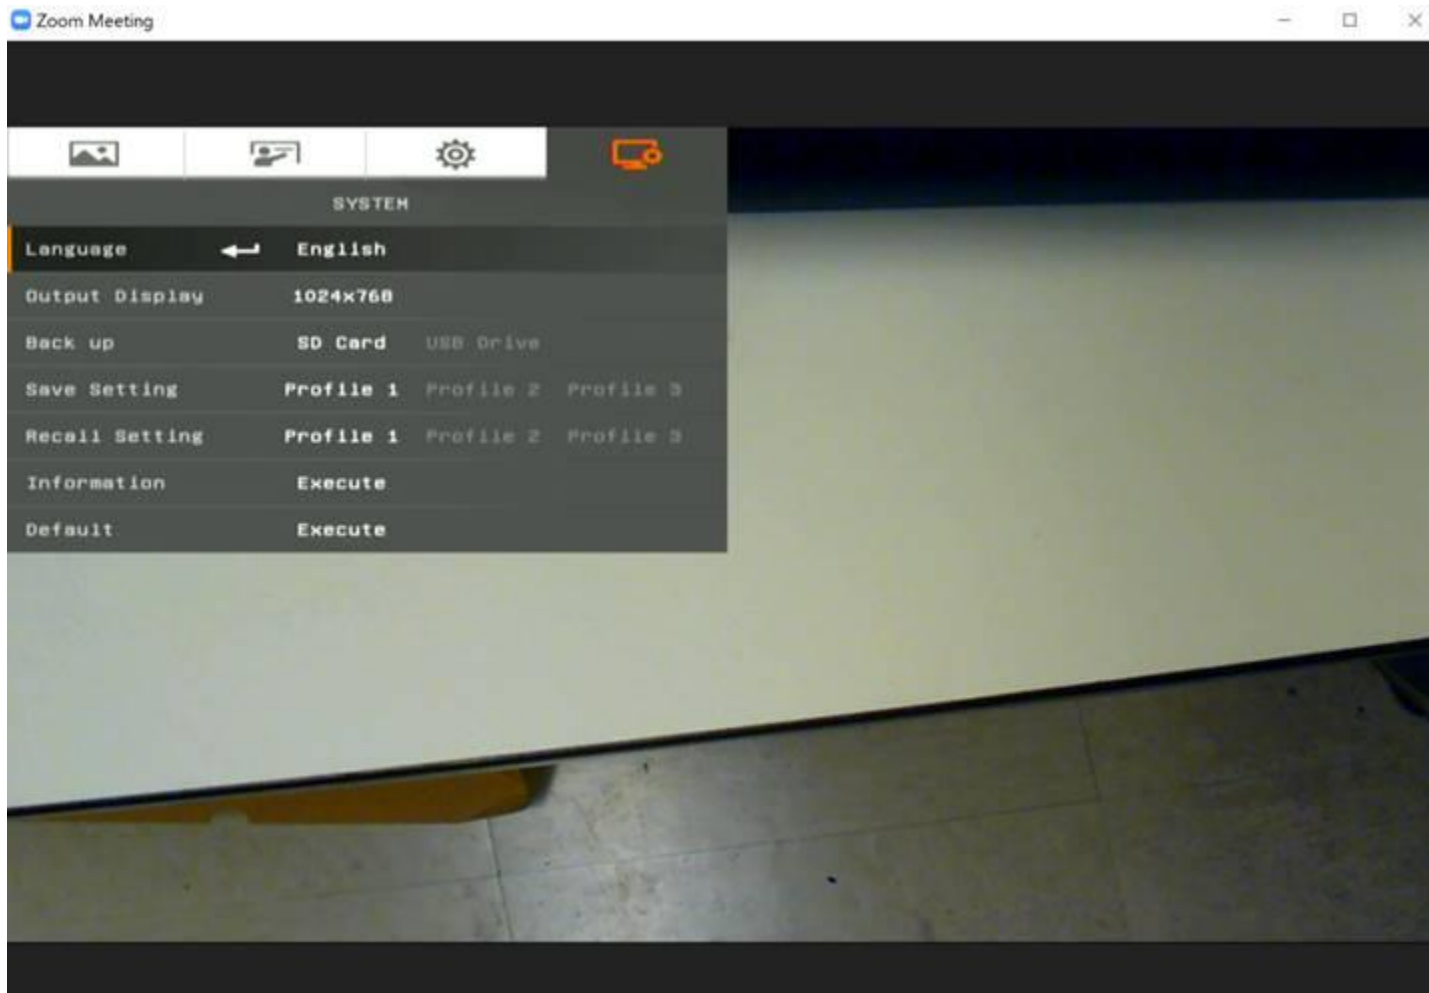 Zoom Meeting
SYSTEM
Language English
Output Display 1024x768
Back up SD Card USB Drive
Save Setting Profile 1 Profile 2 Profile 3
Recall Setting Profile 1 Profile 2 Profile 3
Information Execute
Default Execute